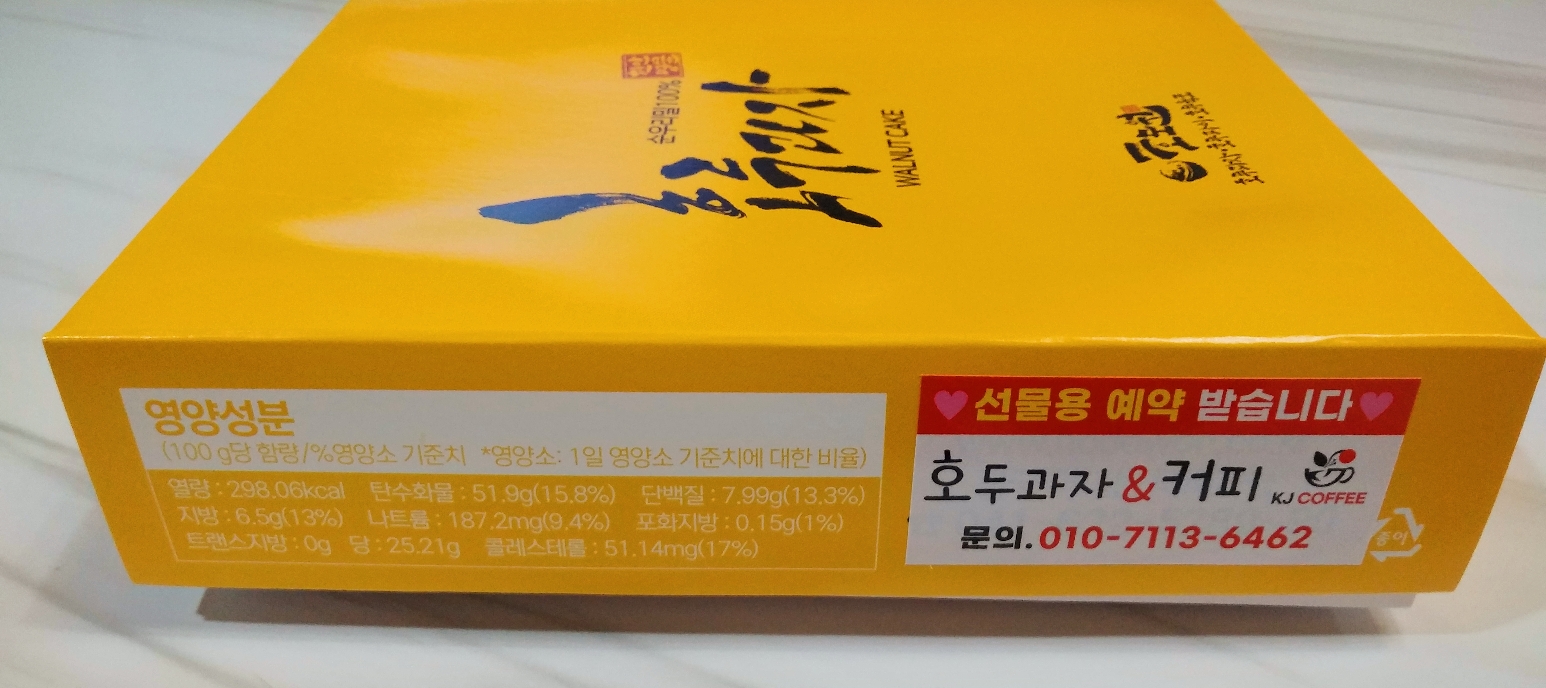 순우리밀100%
호두과자
WALNUT CAKE
영양성분
(100 g당 함량/%영양소 기준치 *영양소: 1일 영양소 기준치에 대한 비율)
열량 : 298.06kcal 탄수화물 : 51.9g(15.8%) 단백질 : 7.99g(13.3%)
지방 : 6.5g(13%) 나트륨 : 187.2mg(9.4%) 포화지방 : 0.15g(1%)
트랜스지방 : 0g 당 : 25.21g 콜레스테롤 : 51.14mg(17%)
선물용 예약 받습니다
호두과자 & 커피 KJ COFFEE
문의. 010-7113-6462
종이